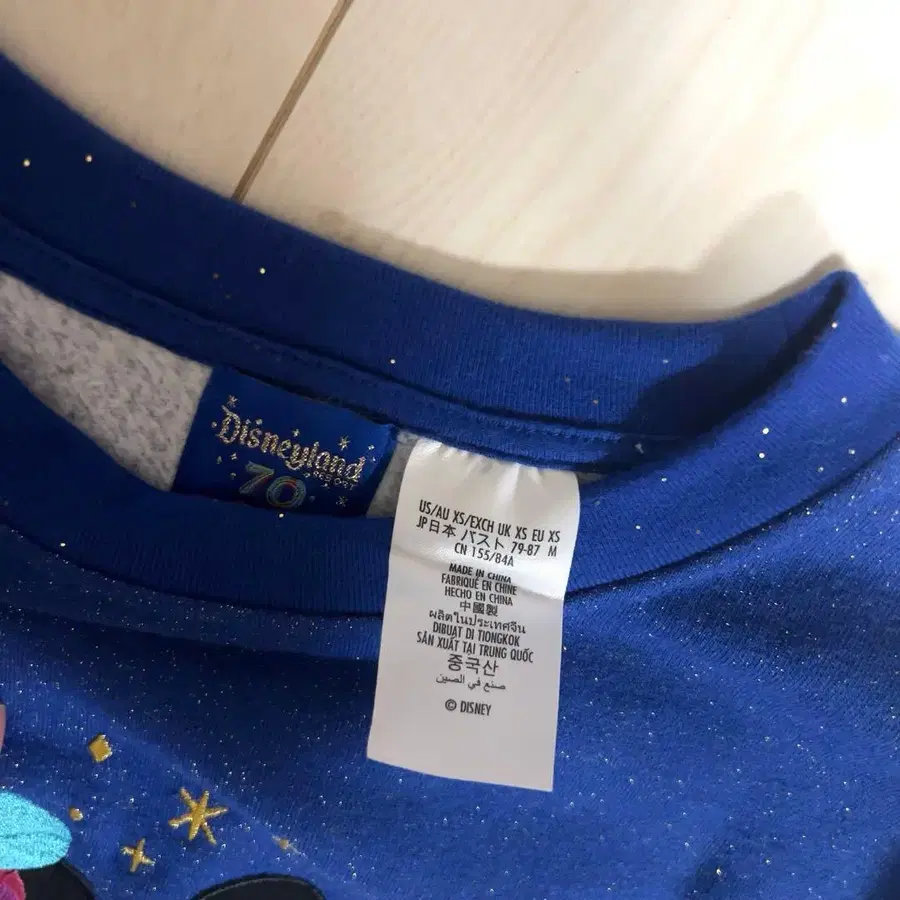 Disneyland
RESORT
70
US/AU XS/EXCH UK XS EU XS
JP日本 バスト 79-87 M
CN 155/84A
MADE IN CHINA
FABRIQUÉ EN CHINE
HECHO EN CHINA
中國製
ผลิตในประเทศจีน
DIBUAT DI TIONGKOK
SẢN XUẤT TẠI TRUNG QUỐC
중국산
صنع في الصين
© DISNEY